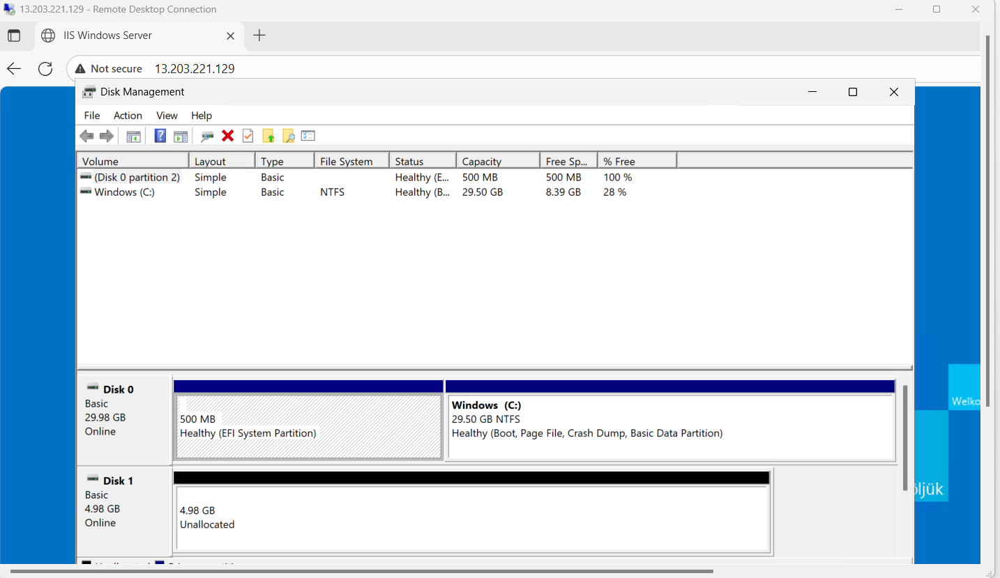 13.203.221.129 - Remote Desktop Connection
IIS Windows Server
Not secure 13.203.221.129
Disk Management
File Action View Help
Volume Layout Type File System Status Capacity Free Sp... % Free
(Disk 0 partition 2) Simple Basic Healthy (E... 500 MB 500 MB 100 %
Windows (C:) Simple Basic NTFS Healthy (B... 29.50 GB 8.39 GB 28 %
Disk 0
Basic
29.98 GB
Online
500 MB
Healthy (EFI System Partition)
Windows (C:)
29.50 GB NTFS
Healthy (Boot, Page File, Crash Dump, Basic Data Partition)
Disk 1
Basic
4.98 GB
Online
4.98 GB
Unallocated
Welko
öljük